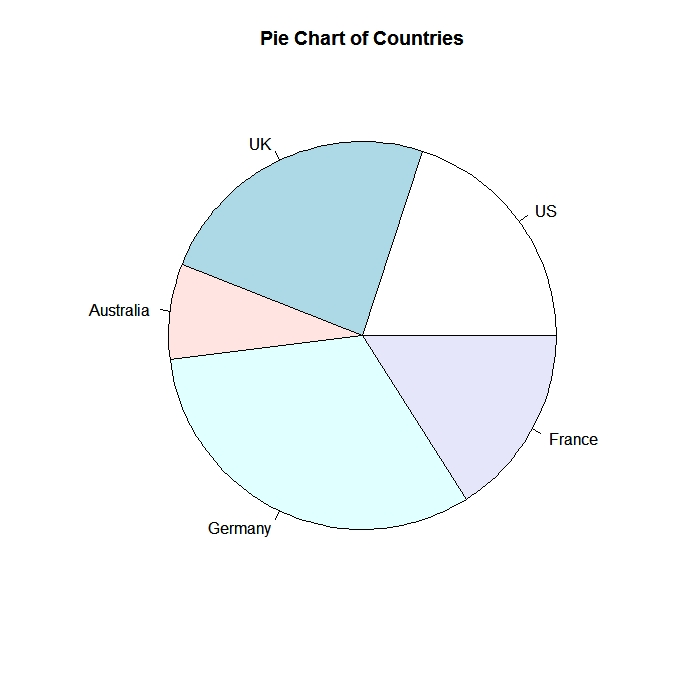 Pie Chart of Countries
UK
US
Australia
France
Germany